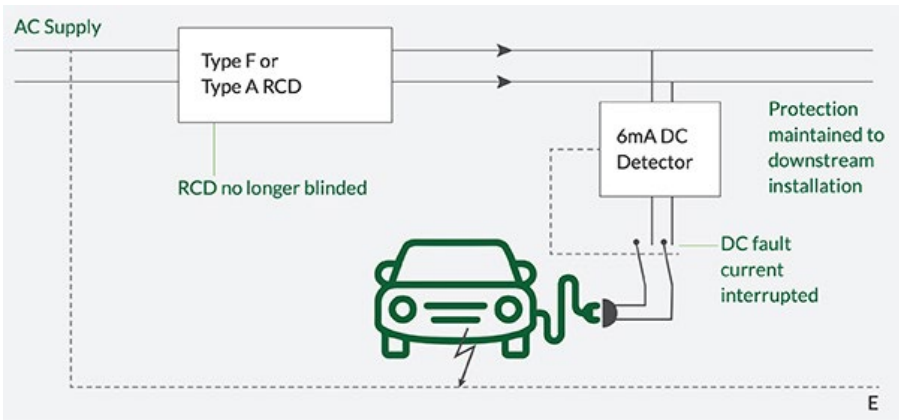 AC Supply
Type F or
Type A RCD
RCD no longer blinded
6mA DC
Detector
Protection
maintained to
downstream
installation
DC fault
current
interrupted
E